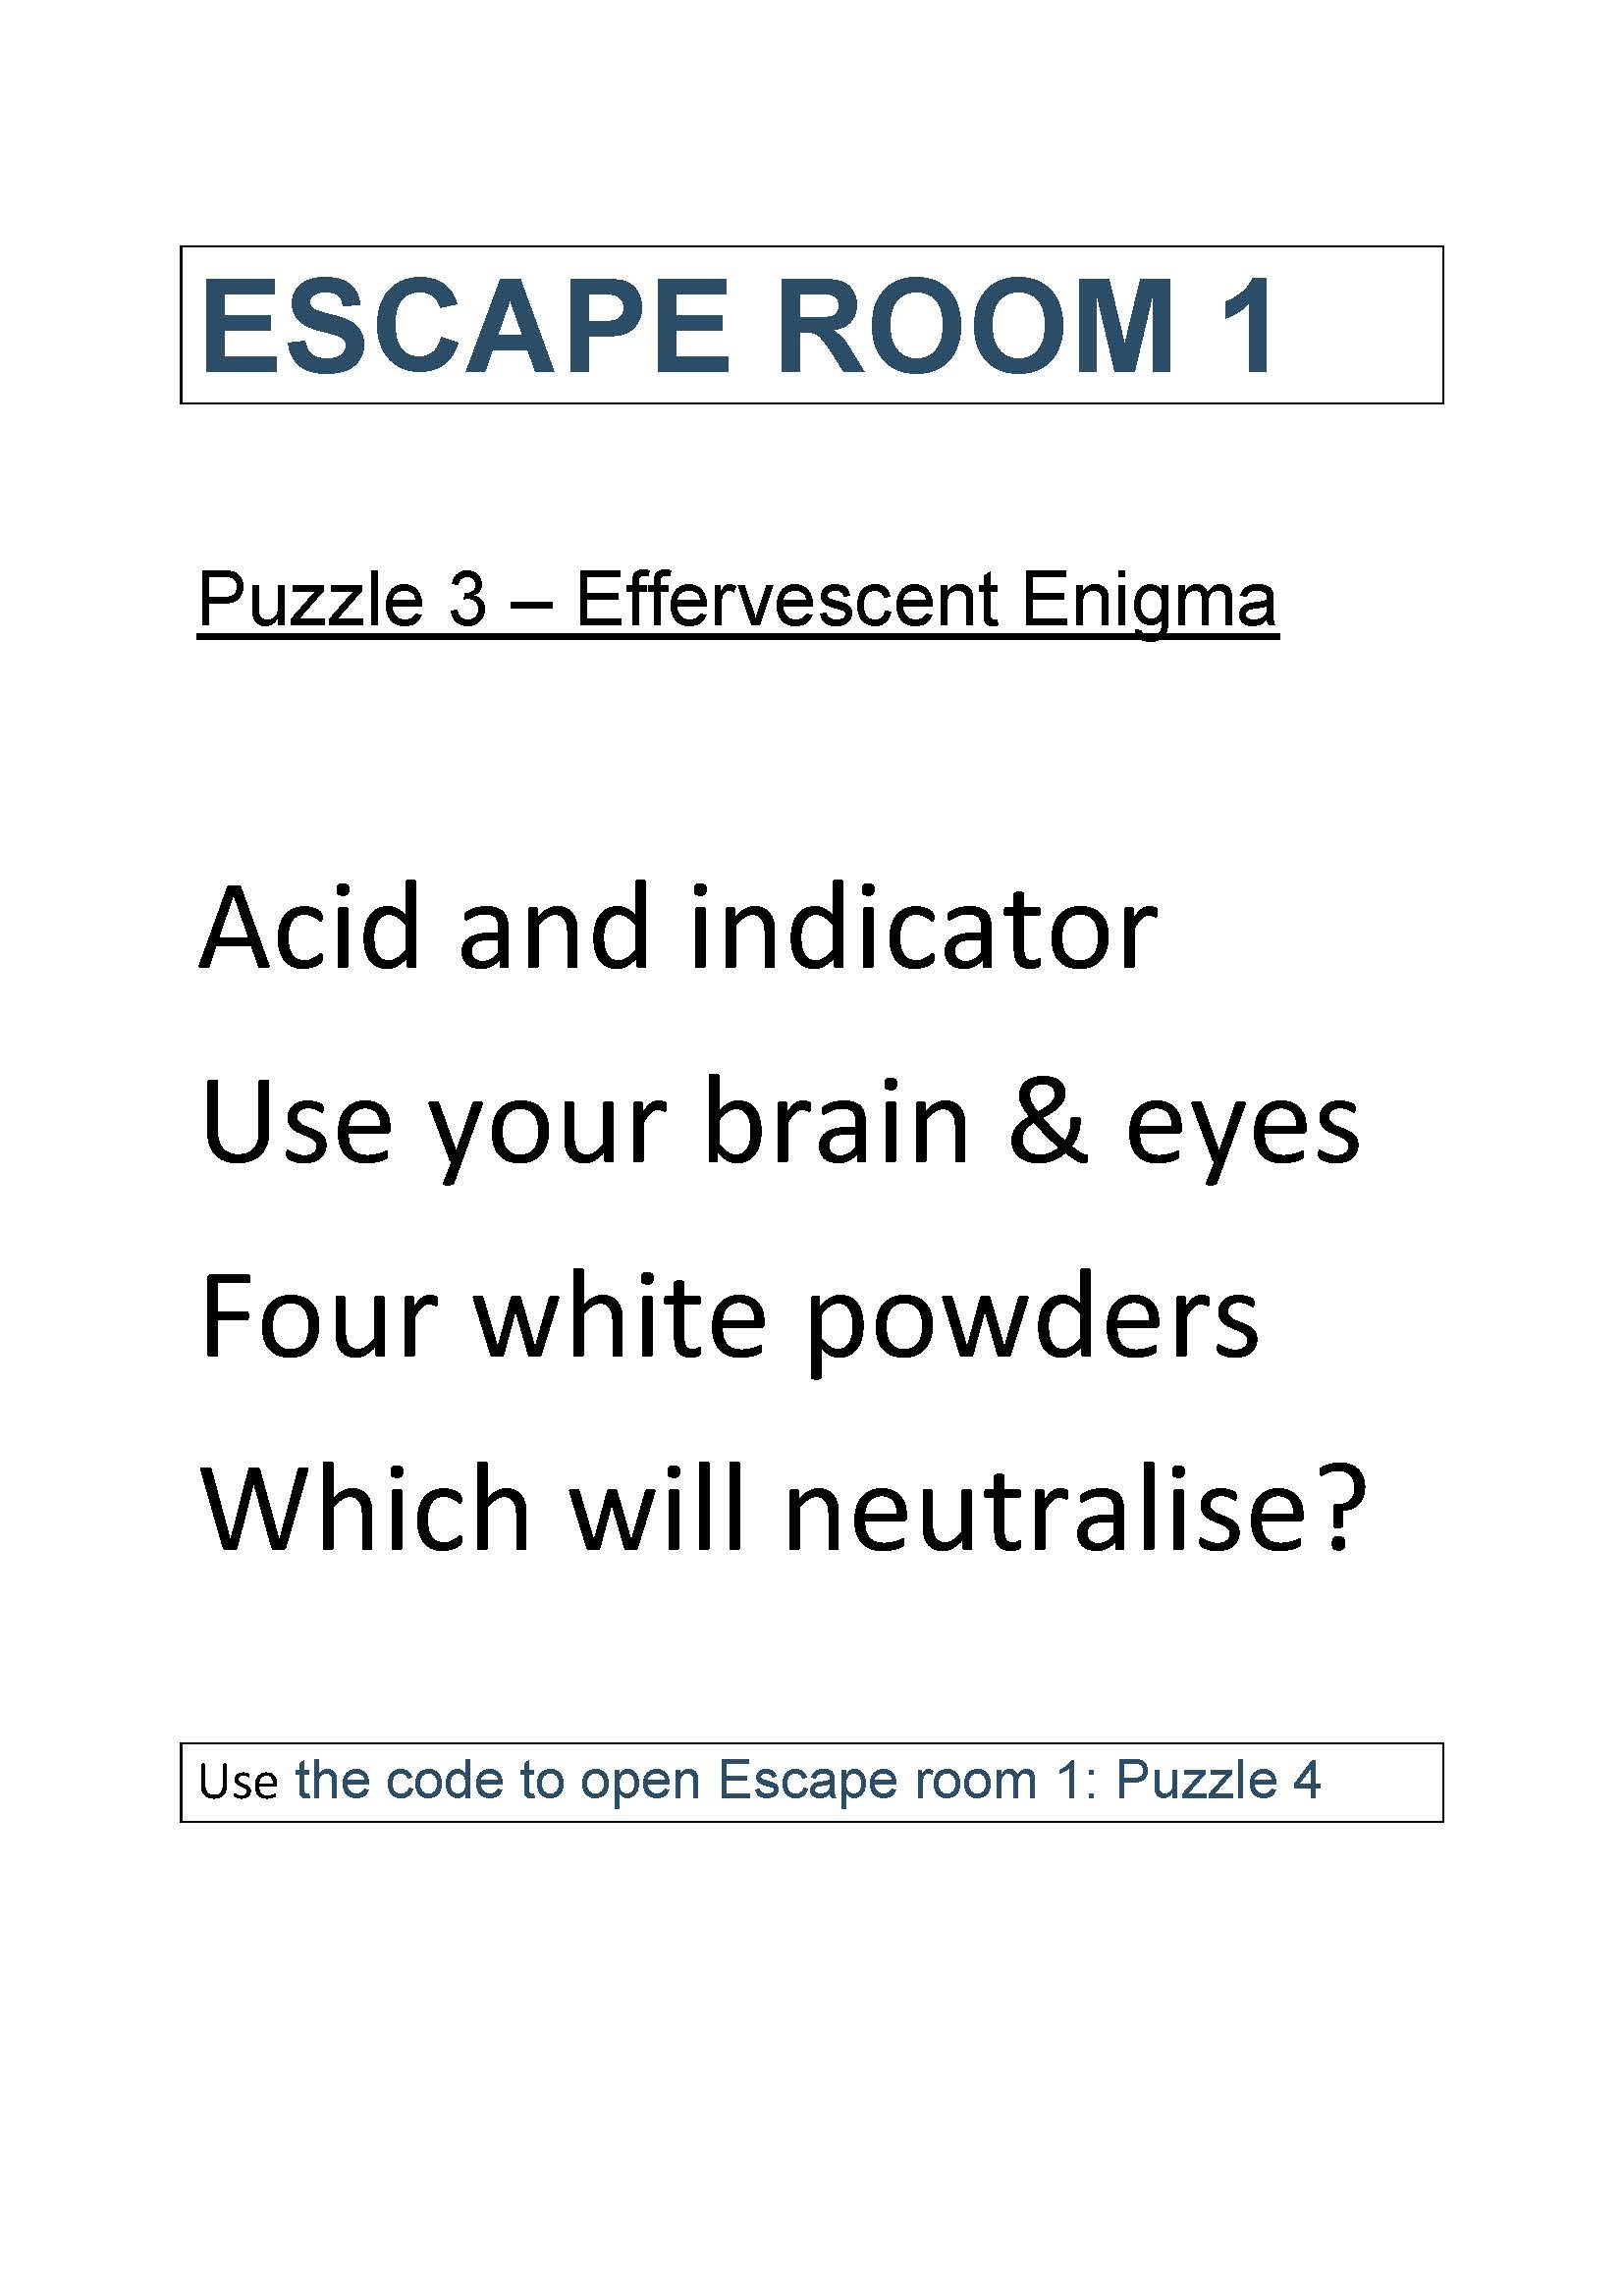 ESCAPE ROOM 1
Puzzle 3 – Effervescent Enigma
Acid and indicator
Use your brain & eyes
Four white powders
Which will neutralise?
Use the code to open Escape room 1: Puzzle 4